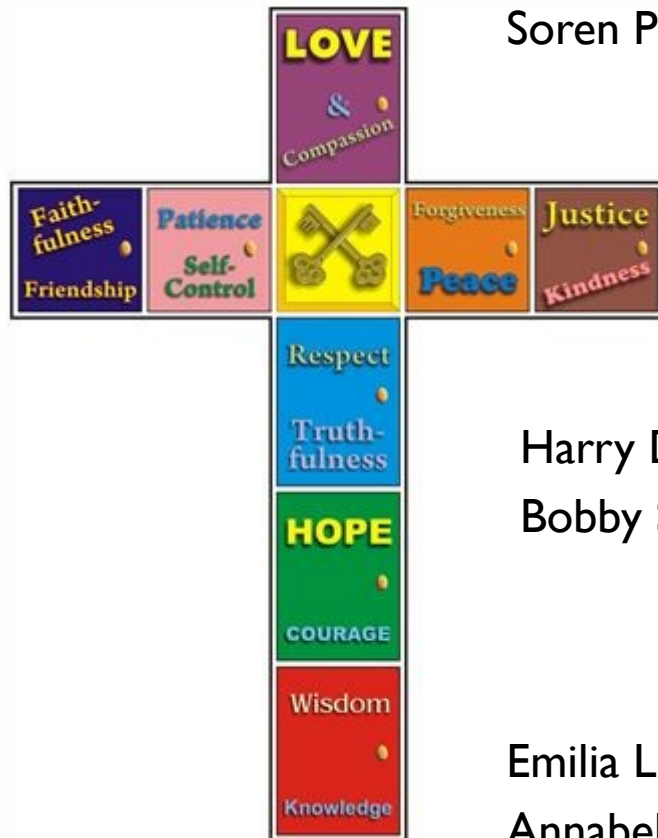 Soren P
LOVE
&
Compassion
Faith-
fulness
Friendship
Patience
Self-
Control
Forgiveness
Peace
Justice
Kindness
Respect
Truth-
fulness
Harry
Bobby
HOPE
COURAGE
Wisdom
Knowledge
Emilia L